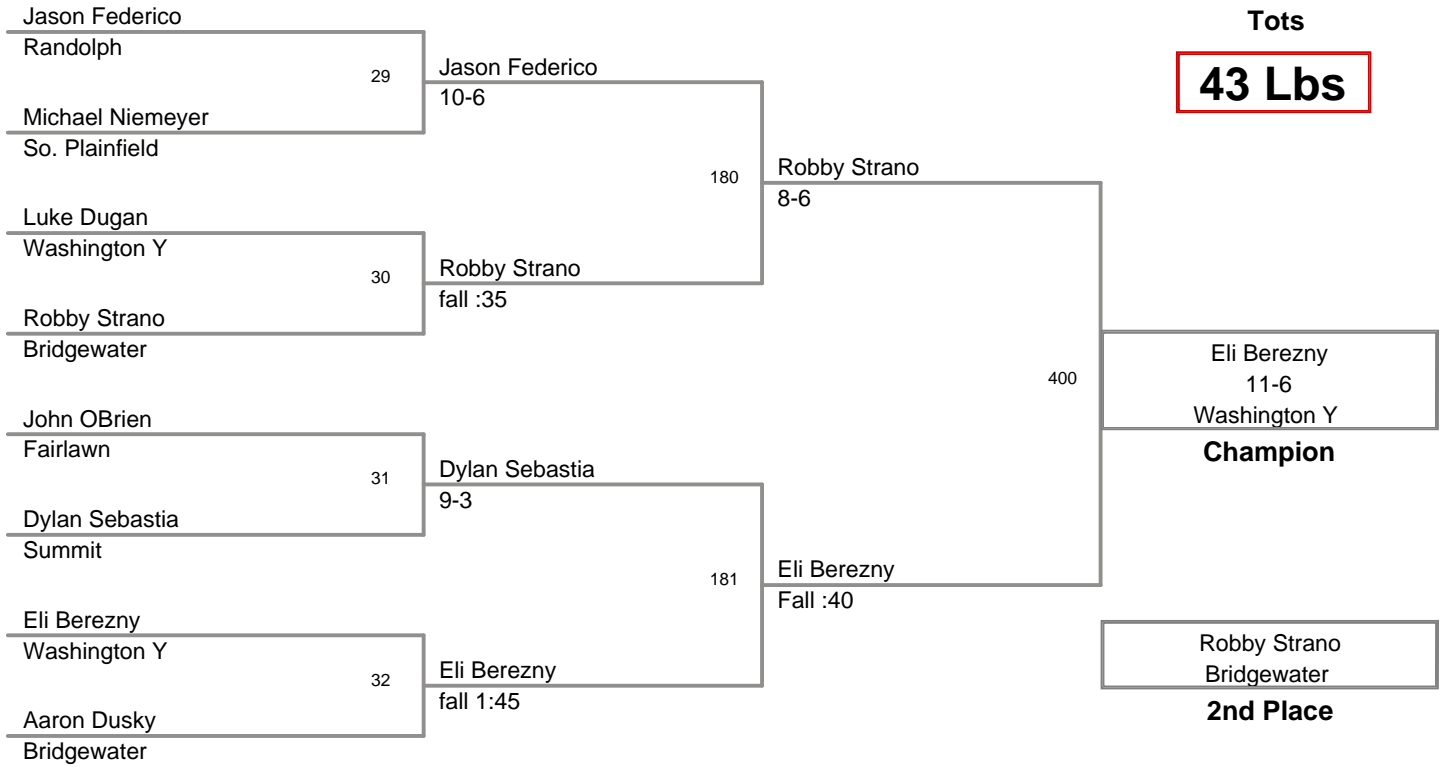 Jason Federico
Randolph
29
Michael Niemeyer
So. Plainfield
Luke Dugan
Washington Y
30
Robby Strano
Bridgewater
John OBrien
Fairlawn
31
Dylan Sebastia
Summit
Eli Berezny
Washington Y
32
Aaron Dusky
Bridgewater
Jason Federico
10-6
180
Robby Strano
fall :35
Dylan Sebastia
9-3
181
Eli Berezny
fall 1:45
Robby Strano
8-6
400
Eli Berezny
Fall :40
Tots
43 Lbs
Eli Berezny
11-6
Washington Y
Champion
Robby Strano
Bridgewater
2nd Place